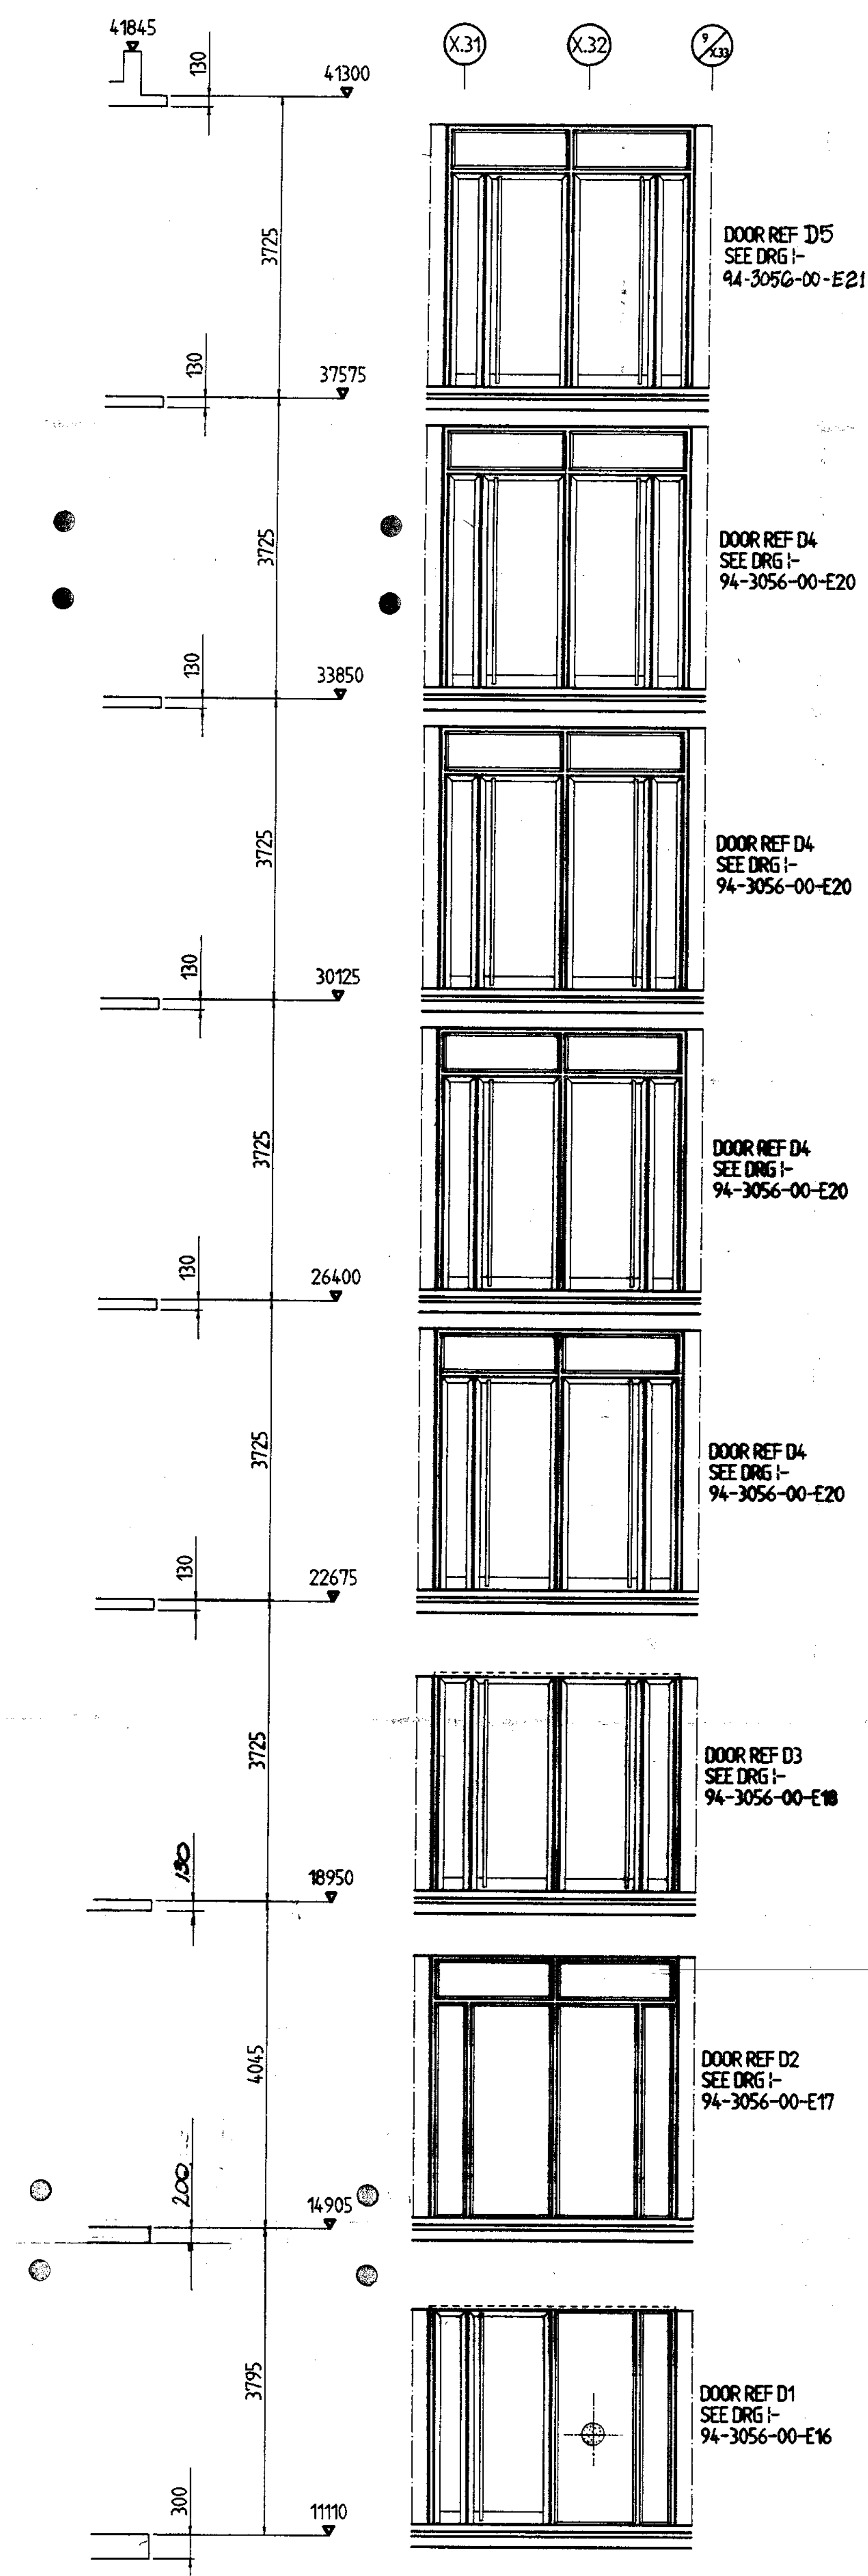 41845
130
41300
X.31
X.32
9/X.33
3725
DOOR REF D5
SEE DRG :-
94-3056-00-E21
130
37575
3725
DOOR REF D4
SEE DRG :-
94-3056-00-E20
130
33850
3725
DOOR REF D4
SEE DRG :-
94-3056-00-E20
130
30125
3725
DOOR REF D4
SEE DRG :-
94-3056-00-E20
130
26400
3725
DOOR REF D4
SEE DRG :-
94-3056-00-E20
130
22675
3725
DOOR REF D3
SEE DRG :-
94-3056-00-E18
130
18950
4045
DOOR REF D2
SEE DRG :-
94-3056-00-E17
200
14905
3795
DOOR REF D1
SEE DRG :-
94-3056-00-E16
300
11110